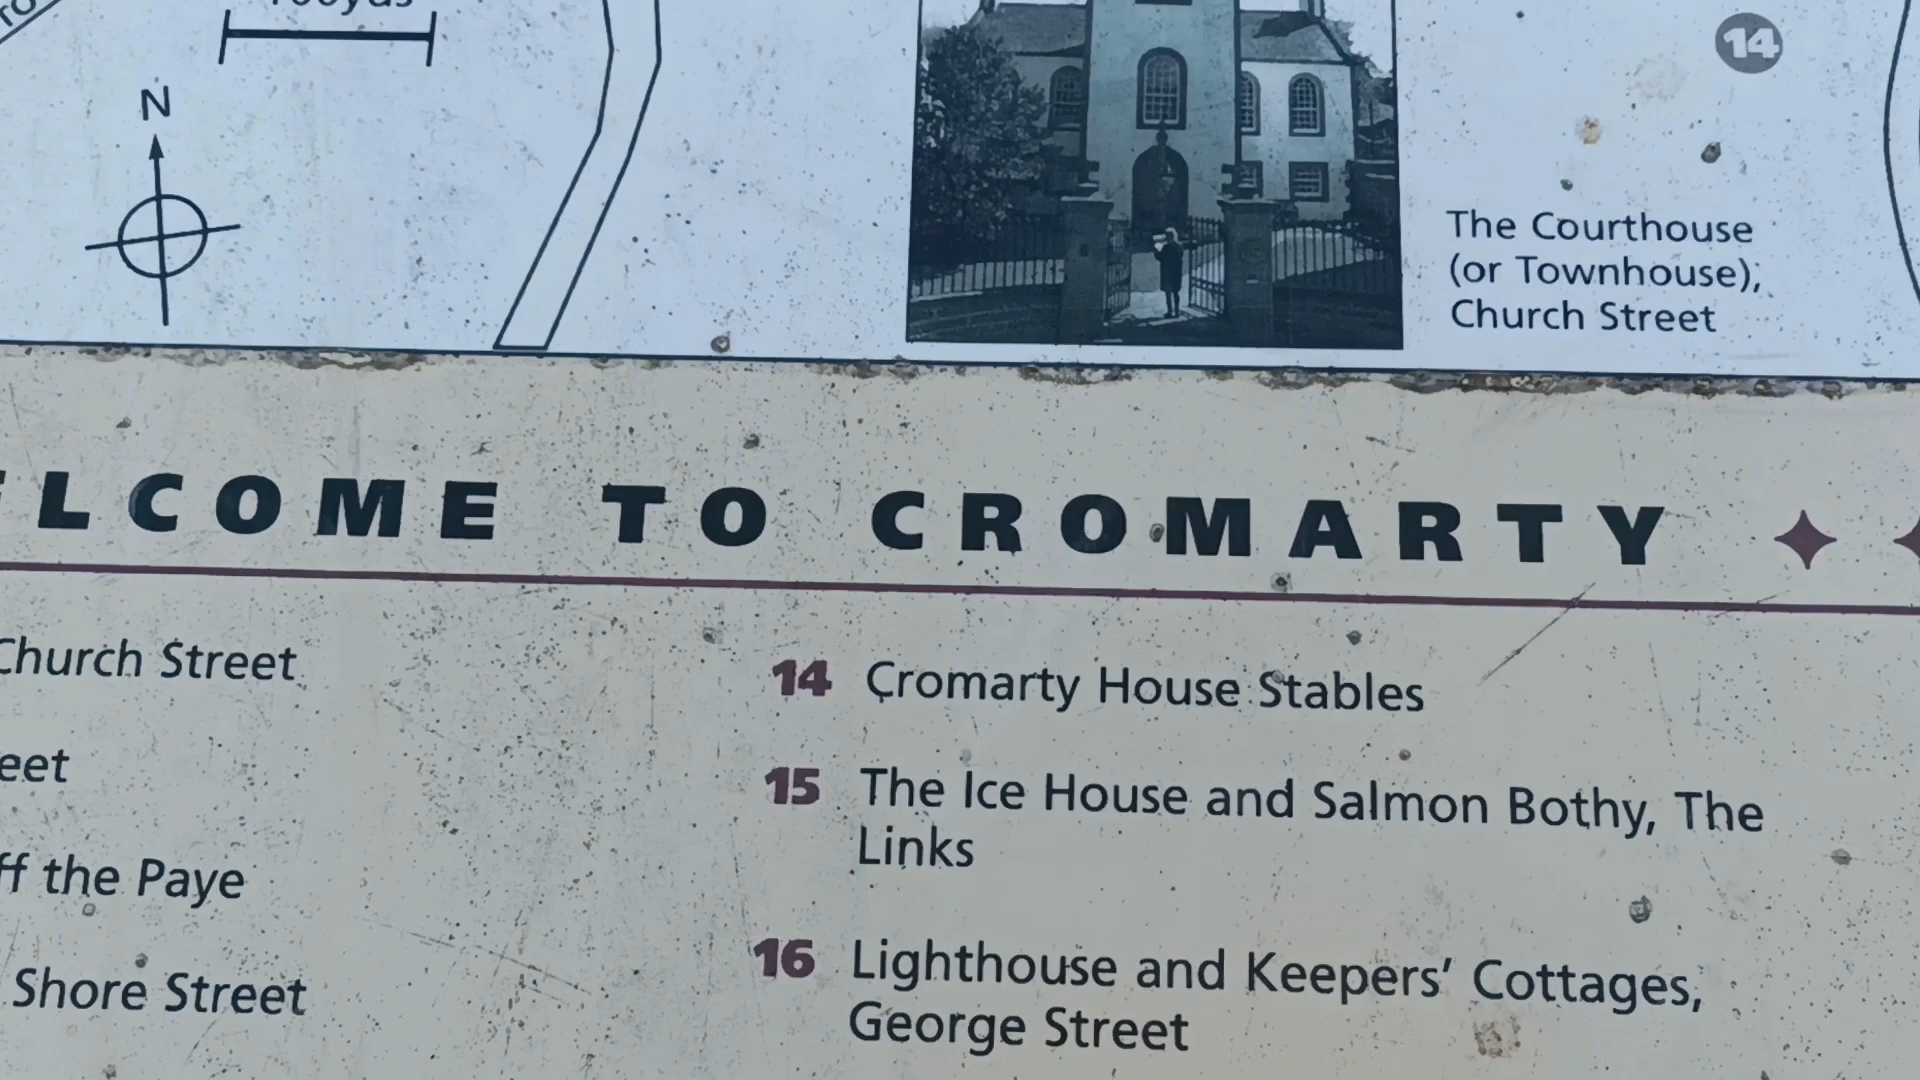 N
14
The Courthouse
(or Townhouse),
Church Street
LCOME TO CROMARTY
Church Street
14 Cromarty House Stables
15 The Ice House and Salmon Bothy, The
Links
eet
ff the Paye
16 Lighthouse and Keepers' Cottages,
George Street
Shore Street